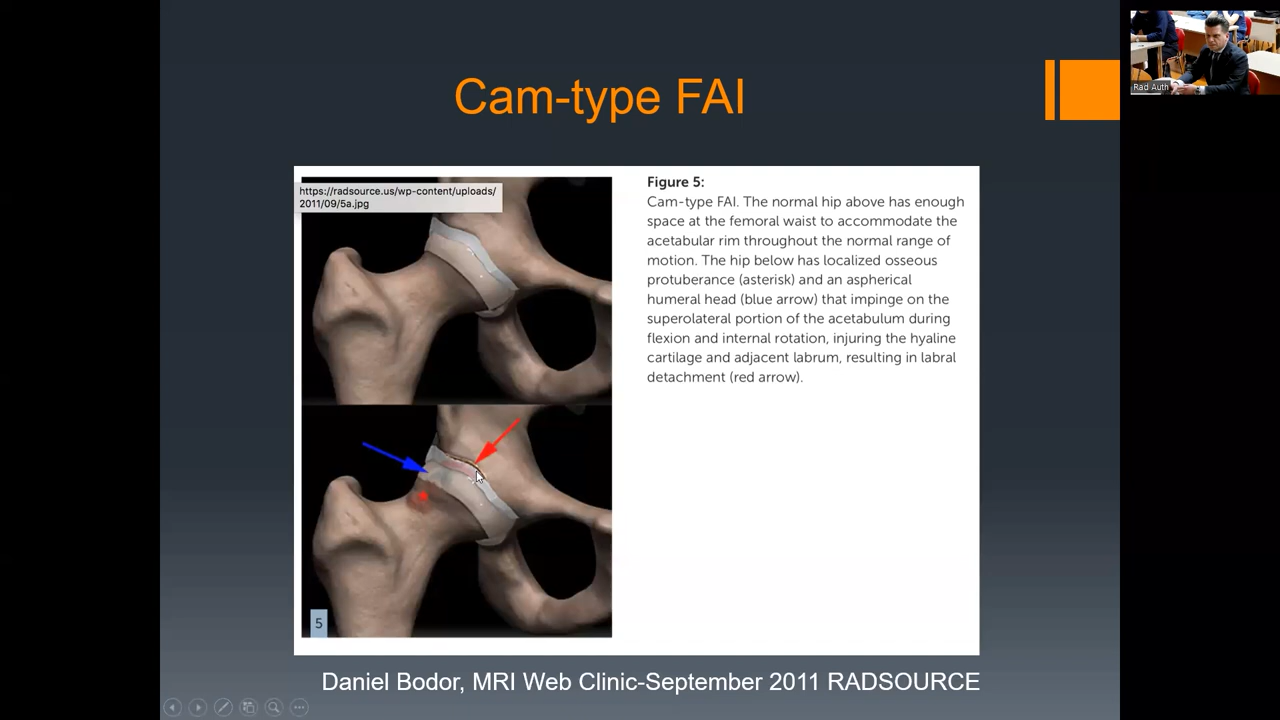 Cam-type FAI
Rad Auth
https://radsource.us/wp-content/uploads/
2011/09/5a.jpg
Figure 5:
Cam-type FAI. The normal hip above has enough
space at the femoral waist to accommodate the
acetabular rim throughout the normal range of
motion. The hip below has localized osseous
protuberance (asterisk) and an aspherical
humeral head (blue arrow) that impinge on the
superolateral portion of the acetabulum during
flexion and internal rotation, injuring the hyaline
cartilage and adjacent labrum, resulting in labral
detachment (red arrow).
5
Daniel Bodor, MRI Web Clinic-September 2011 RADSOURCE